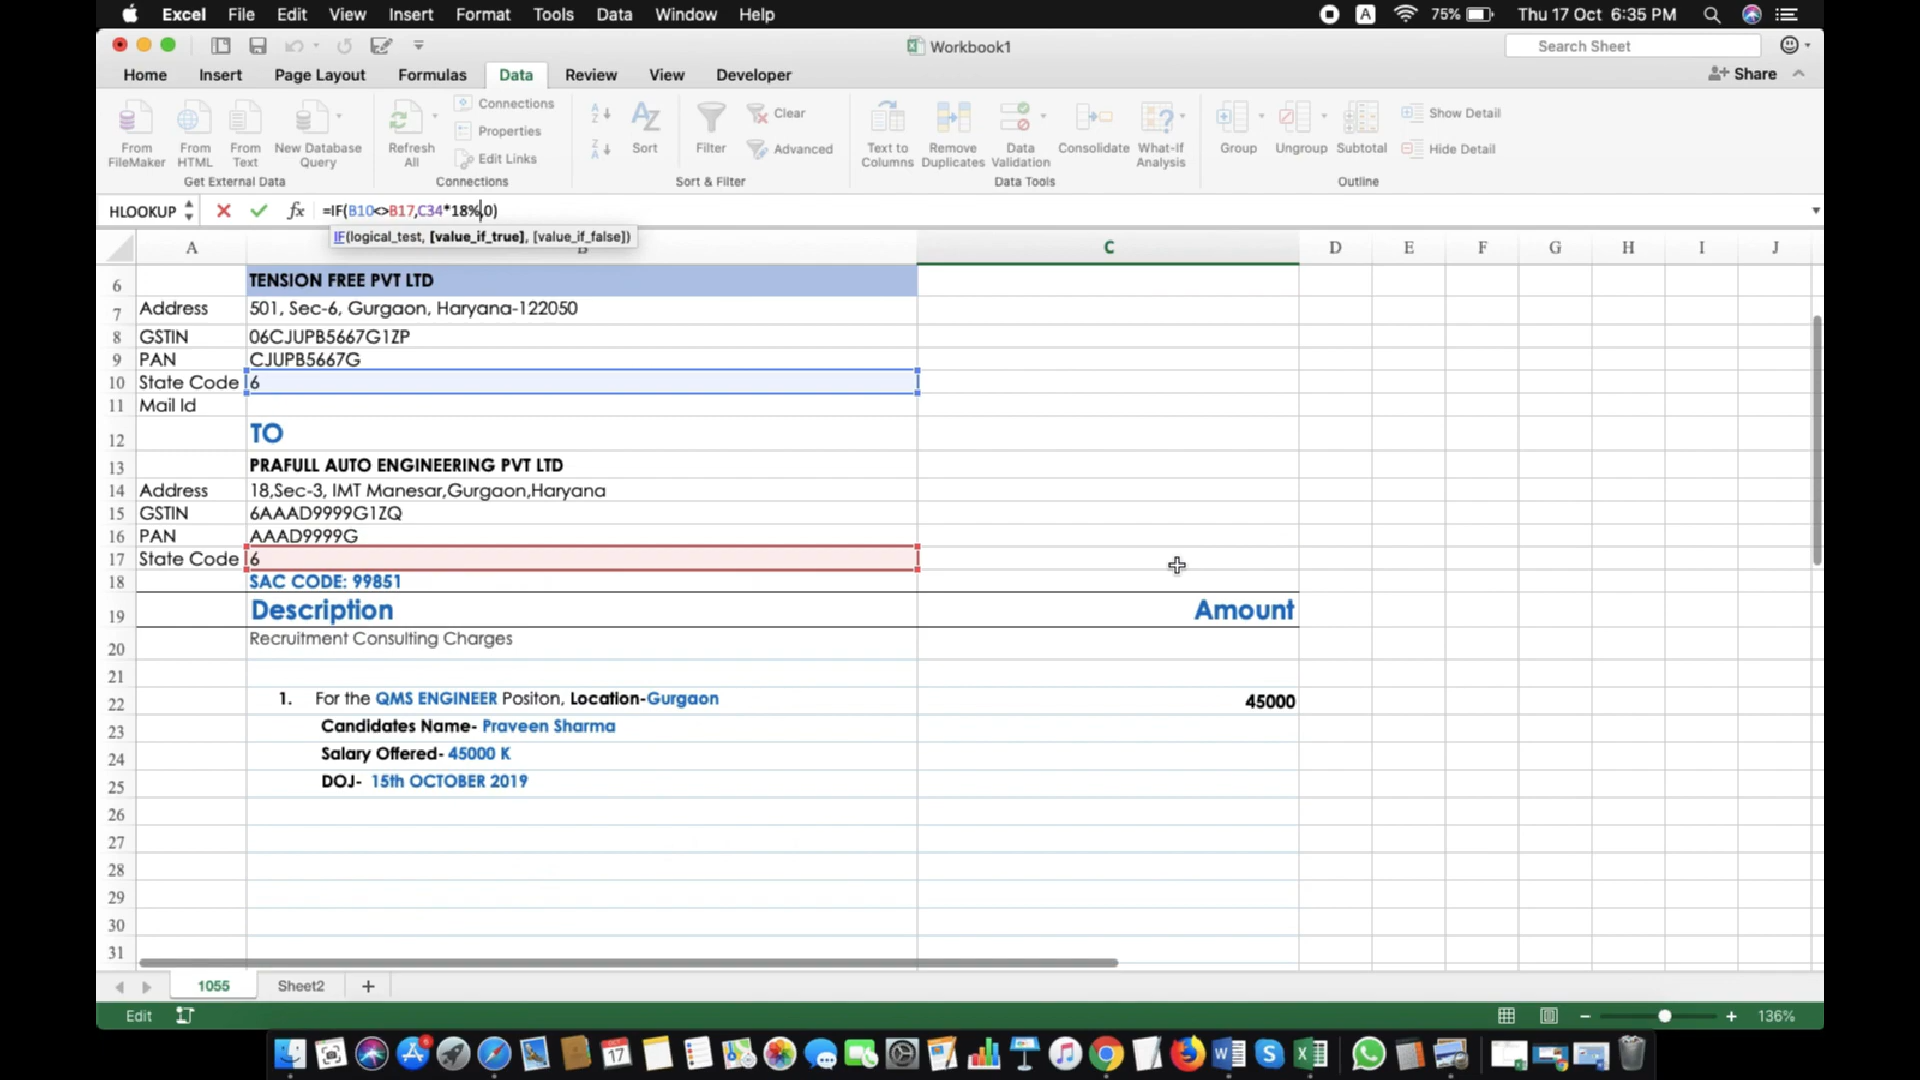 Excel File Edit View Insert Format Tools Data Window Help A 75% Thu 17 Oct 6:35 PM
Workbook1
Search Sheet
Home Insert Page Layout Formulas Data Review View Developer
Share
From FileMaker
From HTML
From Text
New Database Query
Get External Data
Refresh All
Connections
Properties
Edit Links
Connections
Sort
Filter
Clear
Advanced
Sort & Filter
Text to Columns
Remove Duplicates
Data Validation
Consolidate
What-If Analysis
Data Tools
Group
Ungroup
Subtotal
Show Detail
Hide Detail
Outline
HLOOKUP fx =IF(B10<>B17,C34*18%,0)
IF(logical_test, [value_if_true], [value_if_false])
A C D E F G H I J
6 TENSION FREE PVT LTD
7 Address 501, Sec-6, Gurgaon, Haryana-122050
8 GSTIN 06CJUPB5667G1ZP
9 PAN CJUPB5667G
10 State Code 6
11 Mail Id
12 TO
13 PRAFULL AUTO ENGINEERING PVT LTD
14 Address 18,Sec-3, IMT Manesar,Gurgaon,Haryana
15 GSTIN 6AAAD9999G1ZQ
16 PAN AAAD9999G
17 State Code 6
18 SAC CODE: 99851
19 Description Amount
20 Recruitment Consulting Charges
21
22 1. For the QMS ENGINEER Positon, Location-Gurgaon 45000
23 Candidates Name- Praveen Sharma
24 Salary Offered- 45000 K
25 DOJ- 15th OCTOBER 2019
26
27
28
29
30
31
1055 Sheet2 +
Edit 136%
17